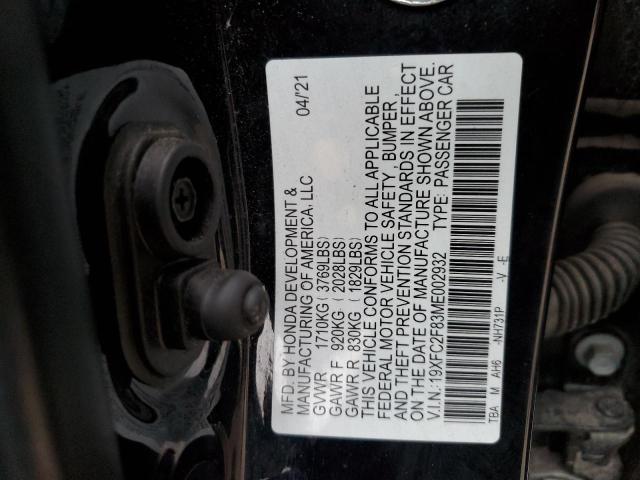 MFD. BY HONDA DEVELOPMENT & 04/'21
MANUFACTURING OF AMERICA, LLC
GVWR 1710KG (3769LBS)
GAWR F 920KG (2028LBS)
GAWR R 830KG (1829LBS)
THIS VEHICLE CONFORMS TO ALL APPLICABLE
FEDERAL MOTOR VEHICLE SAFETY, BUMPER,
AND THEFT PREVENTION STANDARDS IN EFFECT
ON THE DATE OF MANUFACTURE SHOWN ABOVE.
V.I.N.: 19XFC2F83ME002932 TYPE: PASSENGER CAR
TBA M AH6 -NH731P -V E